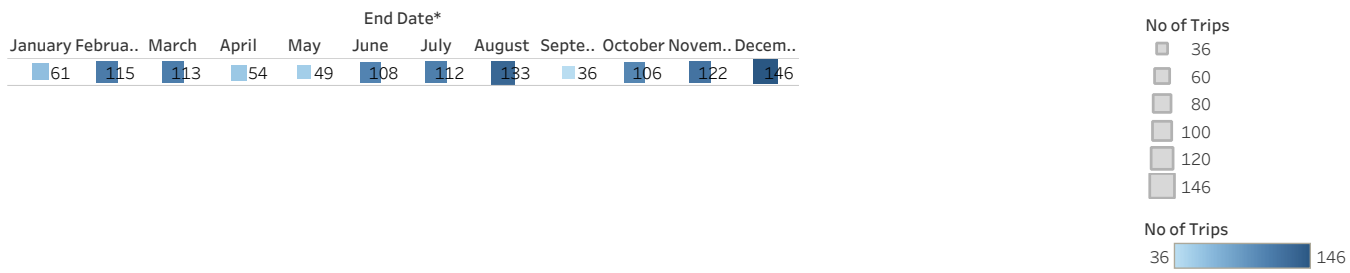 End Date*
January Februa.. March April May June July August Septe.. October Novem.. Decem..
61 115 113 54 49 108 112 133 36 106 122 146
No of Trips
36
60
80
100
120
146
No of Trips
36 146